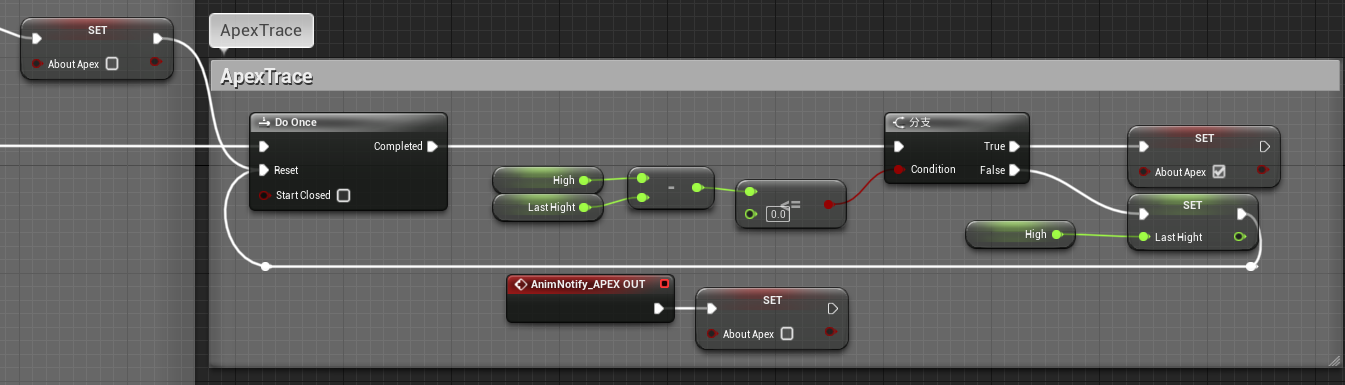 SET
About Apex
ApexTrace
ApexTrace
Do Once
Completed
Reset
Start Closed
High
Last Hight
-
<=
0.0
分支
True
Condition
False
SET
About Apex
SET
High
Last Hight
AnimNotify_APEX OUT
SET
About Apex